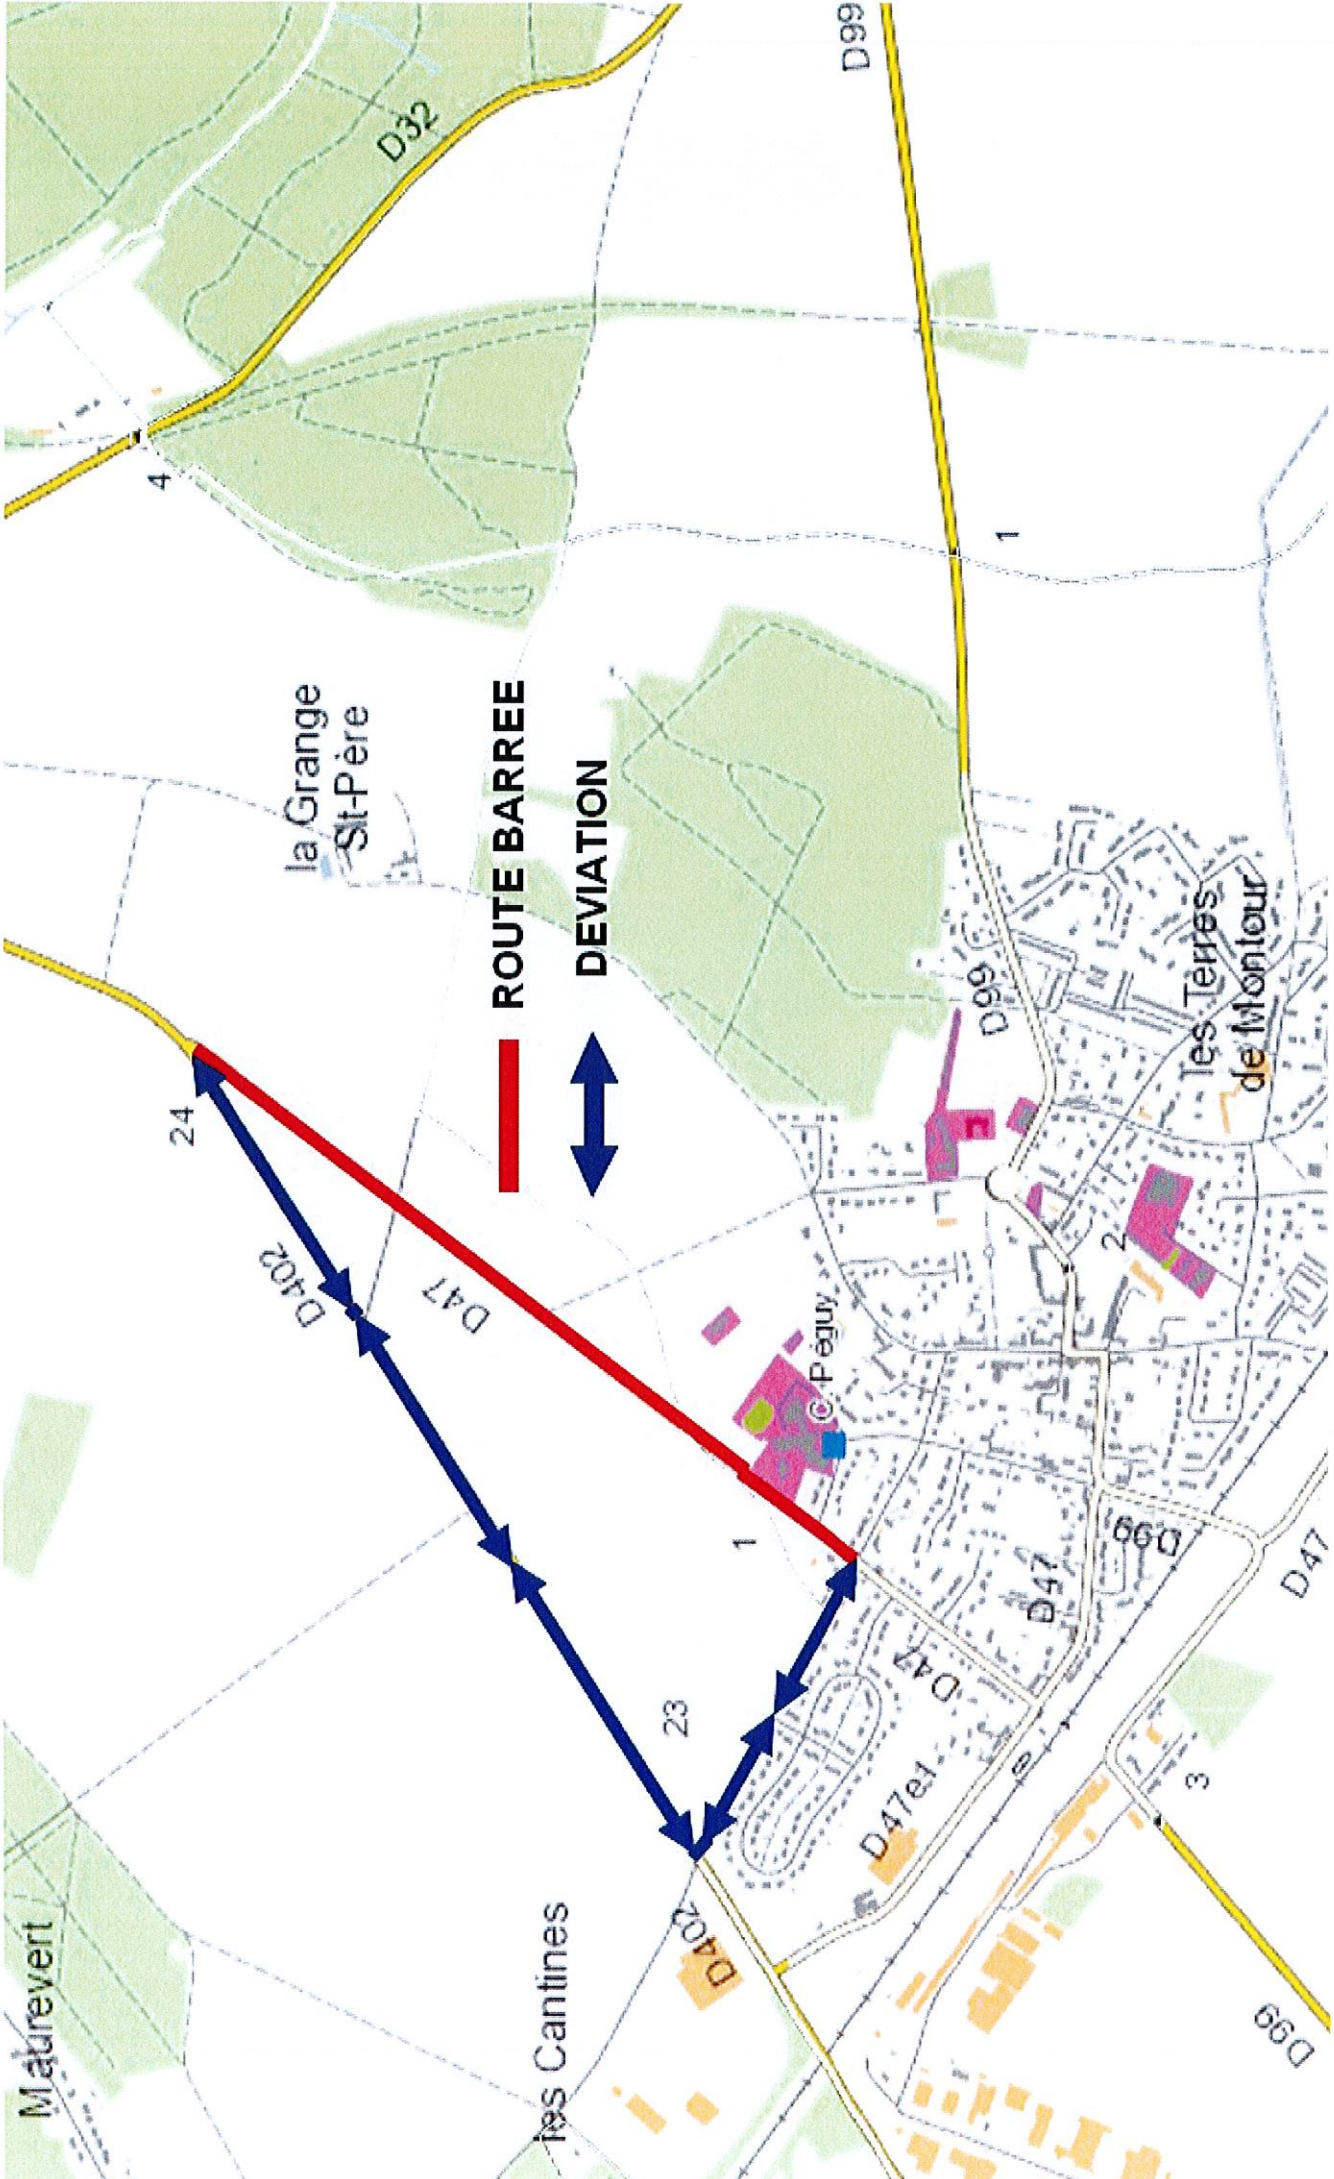 Maurevert
4
24
D402
la Grange
St-Père
D32
D47
ROUTE BARREE
les Cantines
DEVIATION
23
D402
1
C. Péguy
D99
D47e1
D47
D99
1
D47
2
D99
3
les Terres
de Montour
D99
D47